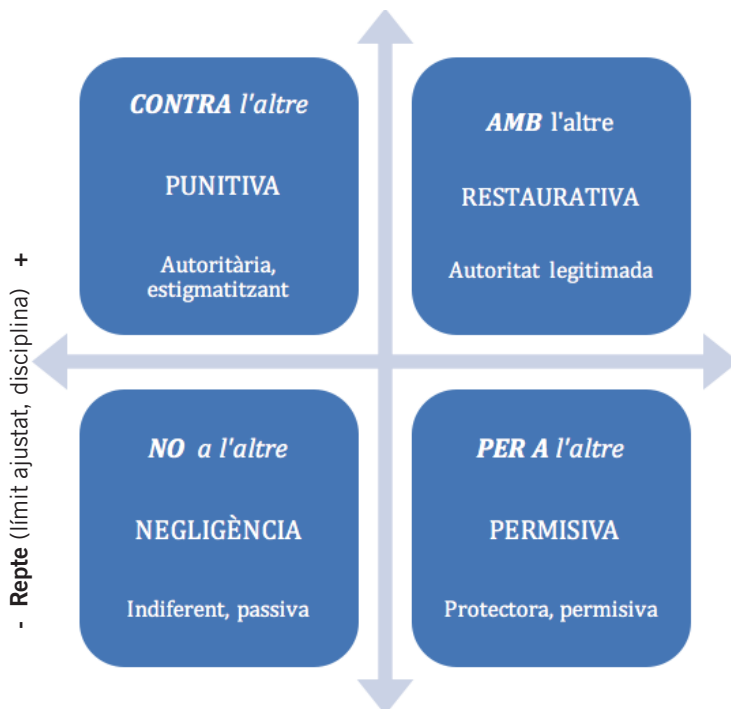 CONTRA l'altre
PUNITIVA
Autoritària,
estigmatitzant
AMB l'altre
RESTAURATIVA
Autoritat legitimada
- Repte (límit ajustat, disciplina) +
NO a l'altre
NEGLIGÈNCIA
Indiferent, passiva
PER A l'altre
PERMISIVA
Protectora, permisiva